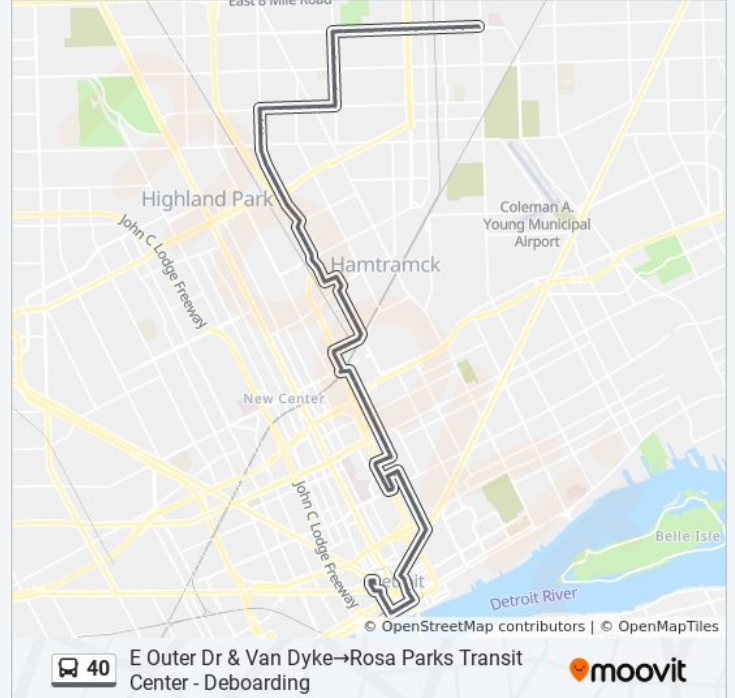 East 8 Mile Road
Highland Park
John C Lodge Freeway
Coleman A.
Young Municipal
Airport
Hamtramck
New Center
John C Lodge Freeway
Belle Isle
Detroit
Detroit River
© OpenStreetMap contributors | © OpenMapTiles
40 E Outer Dr & Van Dyke→Rosa Parks Transit
Center - Deboarding
moovit